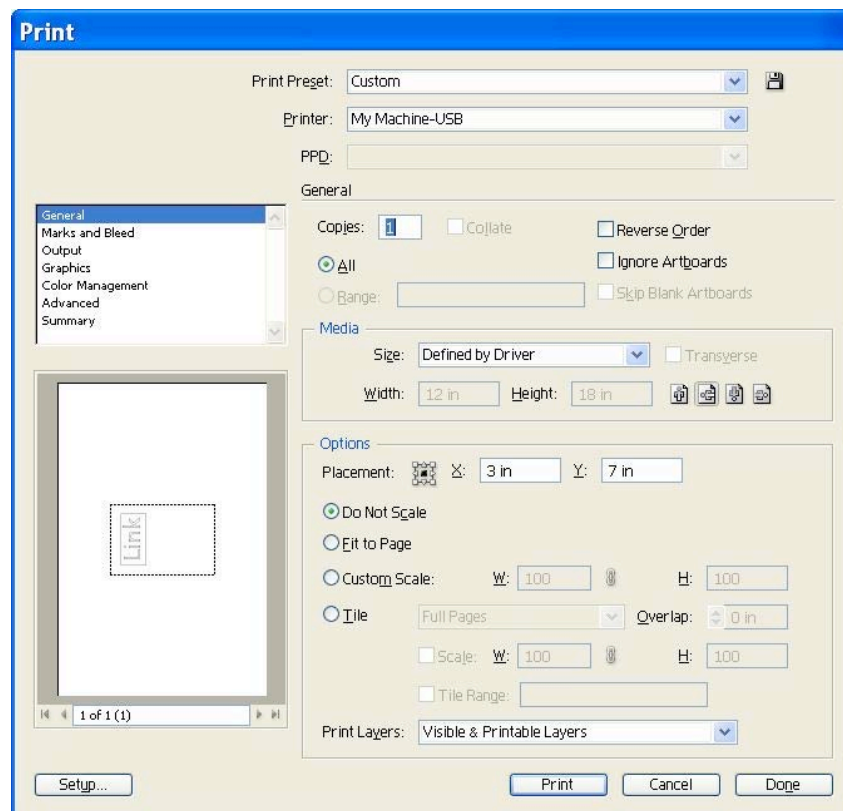 Print
Print Preset: Custom
Printer: My Machine-USB
PPD:
General
General
Marks and Bleed
Output
Graphics
Color Management
Advanced
Summary
Copies: 1 Collate Reverse Order
All Ignore Artboards
Range: Skip Blank Artboards
Media
Size: Defined by Driver Transverse
Width: 12 in Height: 18 in
Options
Placement: X: 3 in Y: 7 in
Do Not Scale
Fit to Page
Custom Scale: W: 100 H: 100
Tile Full Pages Overlap: 0 in
Scale: W: 100 H: 100
Tile Range:
Print Layers: Visible & Printable Layers
Link
1 of 1 (1)
Setup... Print Cancel Done